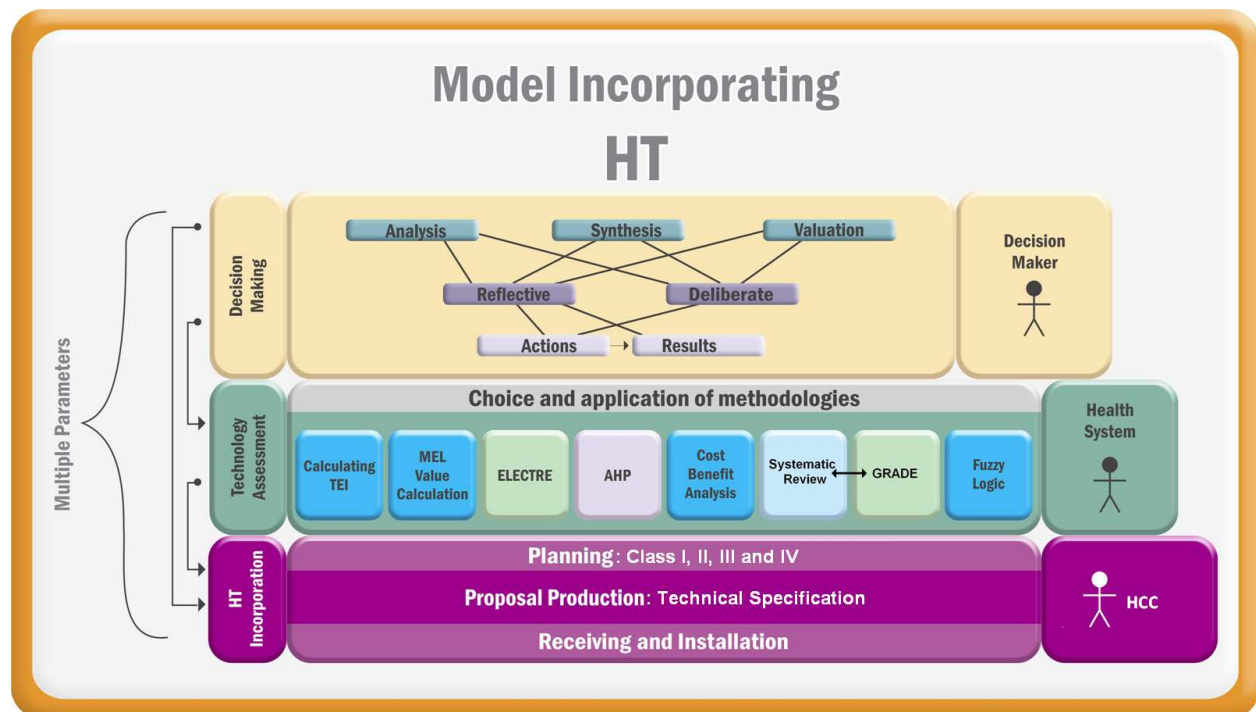 Model Incorporating
HT
Multiple Parameters
Decision
Making
Analysis
Synthesis
Valuation
Reflective
Deliberate
Actions
Results
Decision
Maker
Technology
Assessment
Choice and application of methodologies
Calculating
TEI
MEL
Value
Calculation
ELECTRE
AHP
Cost
Benefit
Analysis
Systematic
Review
GRADE
Fuzzy
Logic
Health
System
HT
Incorporation
Planning: Class I, II, III and IV
Proposal Production: Technical Specification
Receiving and Installation
HCC